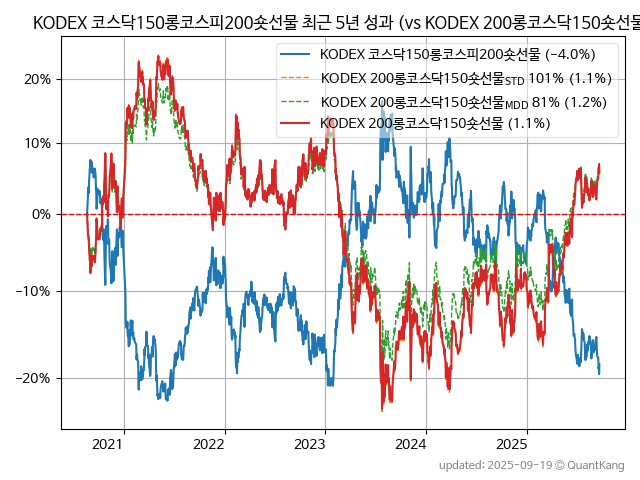 KODEX 코스닥150롱코스피200숏선물 최근 5년 성과 (vs KODEX 200롱코스닥150숏선물
KODEX 코스닥150롱코스피200숏선물 (−4.0%)
KODEX 200롱코스닥150숏선물STD 101% (1.1%)
KODEX 200롱코스닥150숏선물MDD 81% (1.2%)
KODEX 200롱코스닥150숏선물 (1.1%)
20%
10%
0%
−10%
−20%
2021 2022 2023 2024 2025
updated: 2025-09-19 © QuantKang